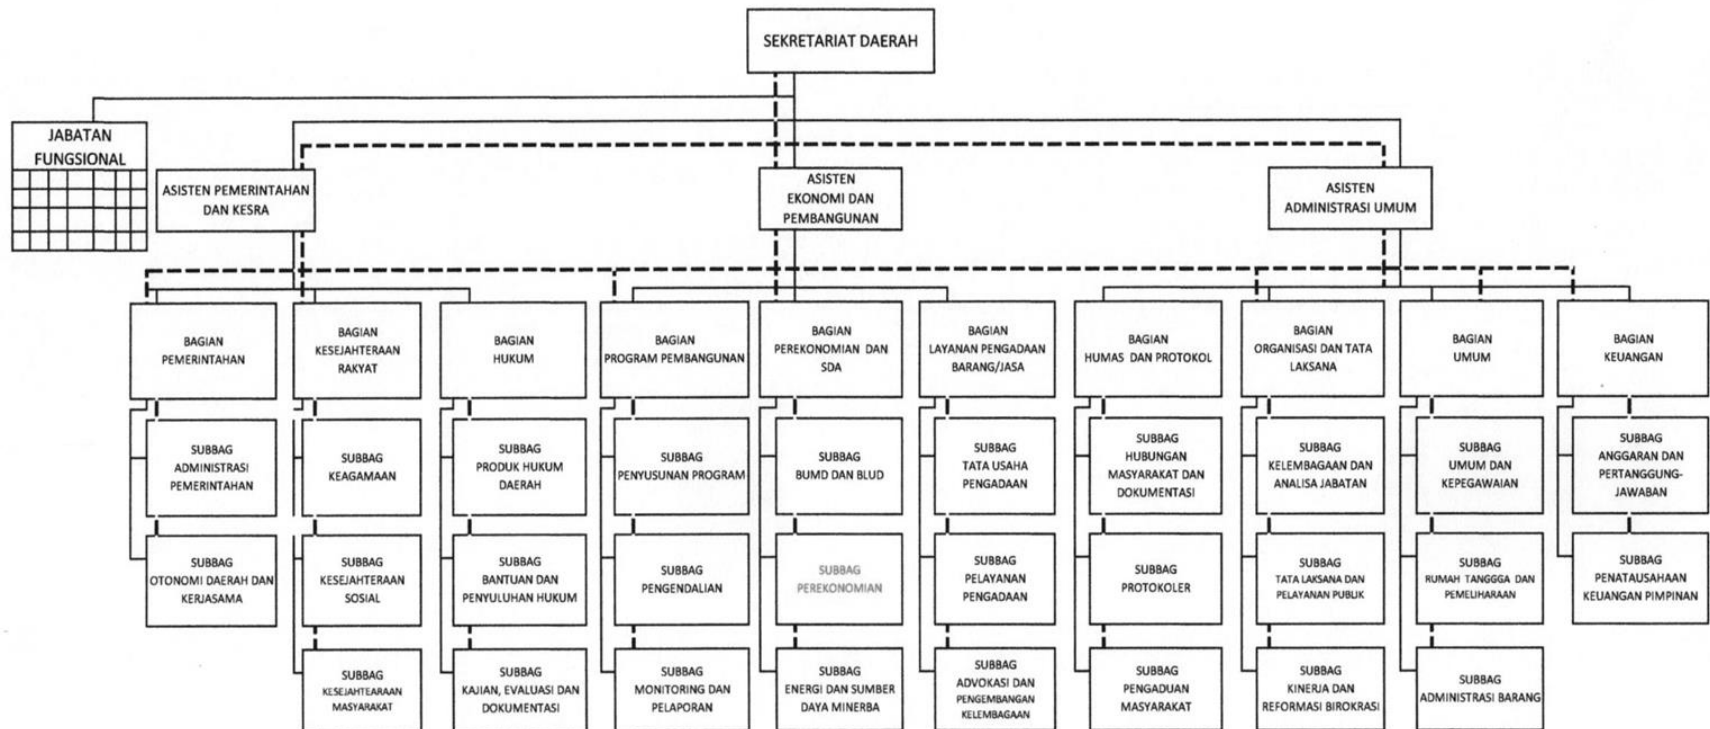 SEKRETARIAT DAERAH
JABATAN
FUNGSIONAL
ASISTEN PEMERINTAHAN
DAN KESRA
ASISTEN
EKONOMI DAN
PEMBANGUNAN
ASISTEN
ADMINISTRASI UMUM
BAGIAN
PEMERINTAHAN
BAGIAN
KESEJAHTERAAN
RAKYAT
BAGIAN
HUKUM
BAGIAN
PROGRAM PEMBANGUNAN
BAGIAN
PEREKONOMIAN DAN
SDA
BAGIAN
LAYANAN PENGADAAN
BARANG/JASA
BAGIAN
HUMAS DAN PROTOKOL
BAGIAN
ORGANISASI DAN TATA
LAKSANA
BAGIAN
UMUM
BAGIAN
KEUANGAN
SUBBAG
ADMINISTRASI
PEMERINTAHAN
SUBBAG
KEAGAMAAN
SUBBAG
PRODUK HUKUM
DAERAH
SUBBAG
PENYUSUNAN PROGRAM
SUBBAG
BUMD DAN BLUD
SUBBAG
TATA USAHA
PENGADAAN
SUBBAG
HUBUNGAN
MASYARAKAT DAN
DOKUMENTASI
SUBBAG
KELEMBAGAAN DAN
ANALISA JABATAN
SUBBAG
UMUM DAN
KEPEGAWAIAN
SUBBAG
ANGGARAN DAN
PERTANGGUNG-
JAWABAN
SUBBAG
OTONOMI DAERAH DAN
KERJASAMA
SUBBAG
KESEJAHTERAAN
SOSIAL
SUBBAG
BANTUAN DAN
PENYULUHAN HUKUM
SUBBAG
PENGENDALIAN
SUBBAG
PEREKONOMIAN
SUBBAG
PELAYANAN
PENGADAAN
SUBBAG
PROTOKOLER
SUBBAG
TATA LAKSANA DAN
PELAYANAN PUBLIK
SUBBAG
RUMAH TANGGGA DAN
PEMELIHARAAN
SUBBAG
PENATAUSAHAAN
KEUANGAN PIMPINAN
SUBBAG
KESEJAHTEARAAN
MASYARAKAT
SUBBAG
KAJIAN, EVALUASI DAN
DOKUMENTASI
SUBBAG
MONITORING DAN
PELAPORAN
SUBBAG
ENERGI DAN SUMBER
DAYA MINERBA
SUBBAG
ADVOKASI DAN
PENGEMBANGAN
KELEMBAGAAN
SUBBAG
PENGADUAN
MASYARAKAT
SUBBAG
KINERJA DAN
REFORMASI BIROKRASI
SUBBAG
ADMINISTRASI BARANG